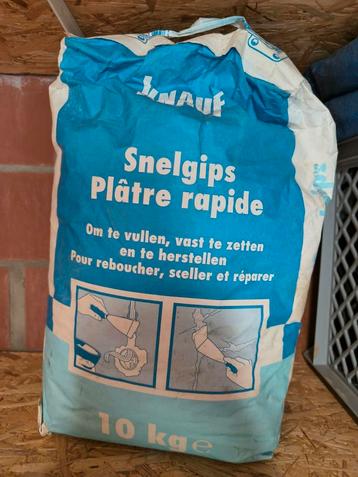 KNAUF
Snelgips
Plâtre rapide
Om te vullen, vast te zetten
en te herstellen
Pour reboucher, sceller et réparer
10 kg e